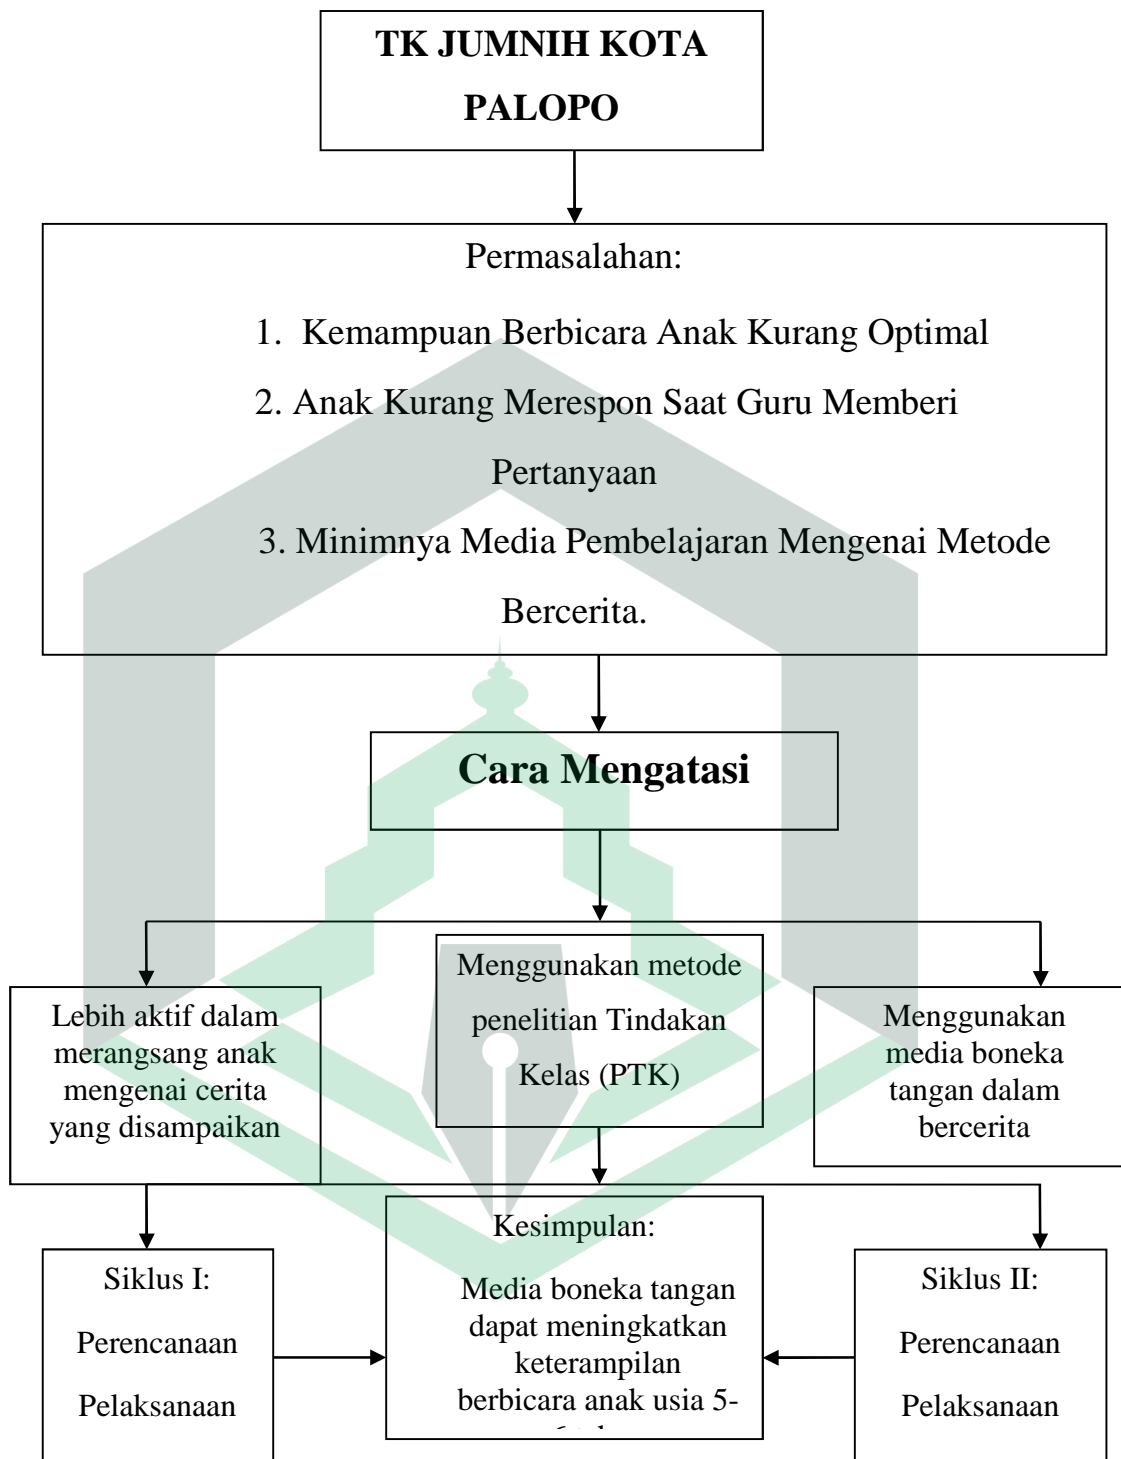 TK JUMNIH KOTA
PALOPO
Permasalahan:
1. Kemampuan Berbicara Anak Kurang Optimal
2. Anak Kurang Merespon Saat Guru Memberi
Pertanyaan
3. Minimnya Media Pembelajaran Mengenai Metode
Bercerita.
Cara Mengatasi
Lebih aktif dalam
merangsang anak
mengenai cerita
yang disampaikan
Menggunakan metode
penelitian Tindakan
Kelas (PTK)
Menggunakan
media boneka
tangan dalam
bercerita
Siklus I:
Perencanaan
Pelaksanaan
Kesimpulan:
Media boneka tangan
dapat meningkatkan
keterampilan
berbicara anak usia 5-
Siklus II:
Perencanaan
Pelaksanaan